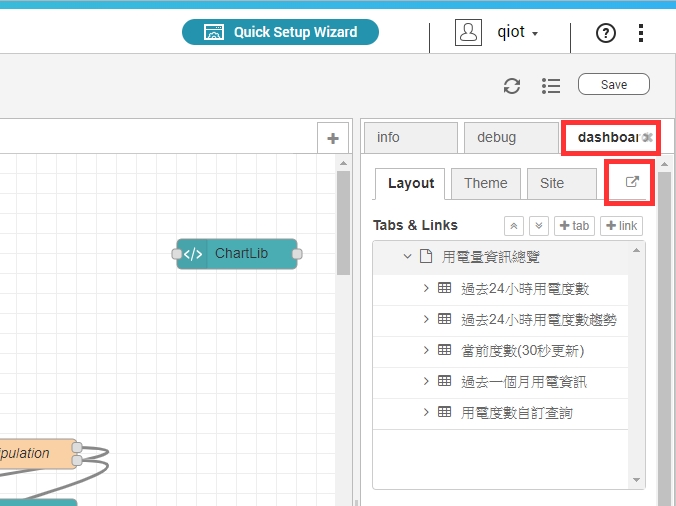 Quick Setup Wizard
qiot
?
Save
info
debug
dashboar
Layout
Theme
Site
Tabs & Links
+ tab
+ link
用電量資訊總覽
過去24小時用電度數
過去24小時用電度數趨勢
當前度數(30秒更新)
過去一個月用電資訊
用電度數自訂查詢
</> ChartLib
ipulation